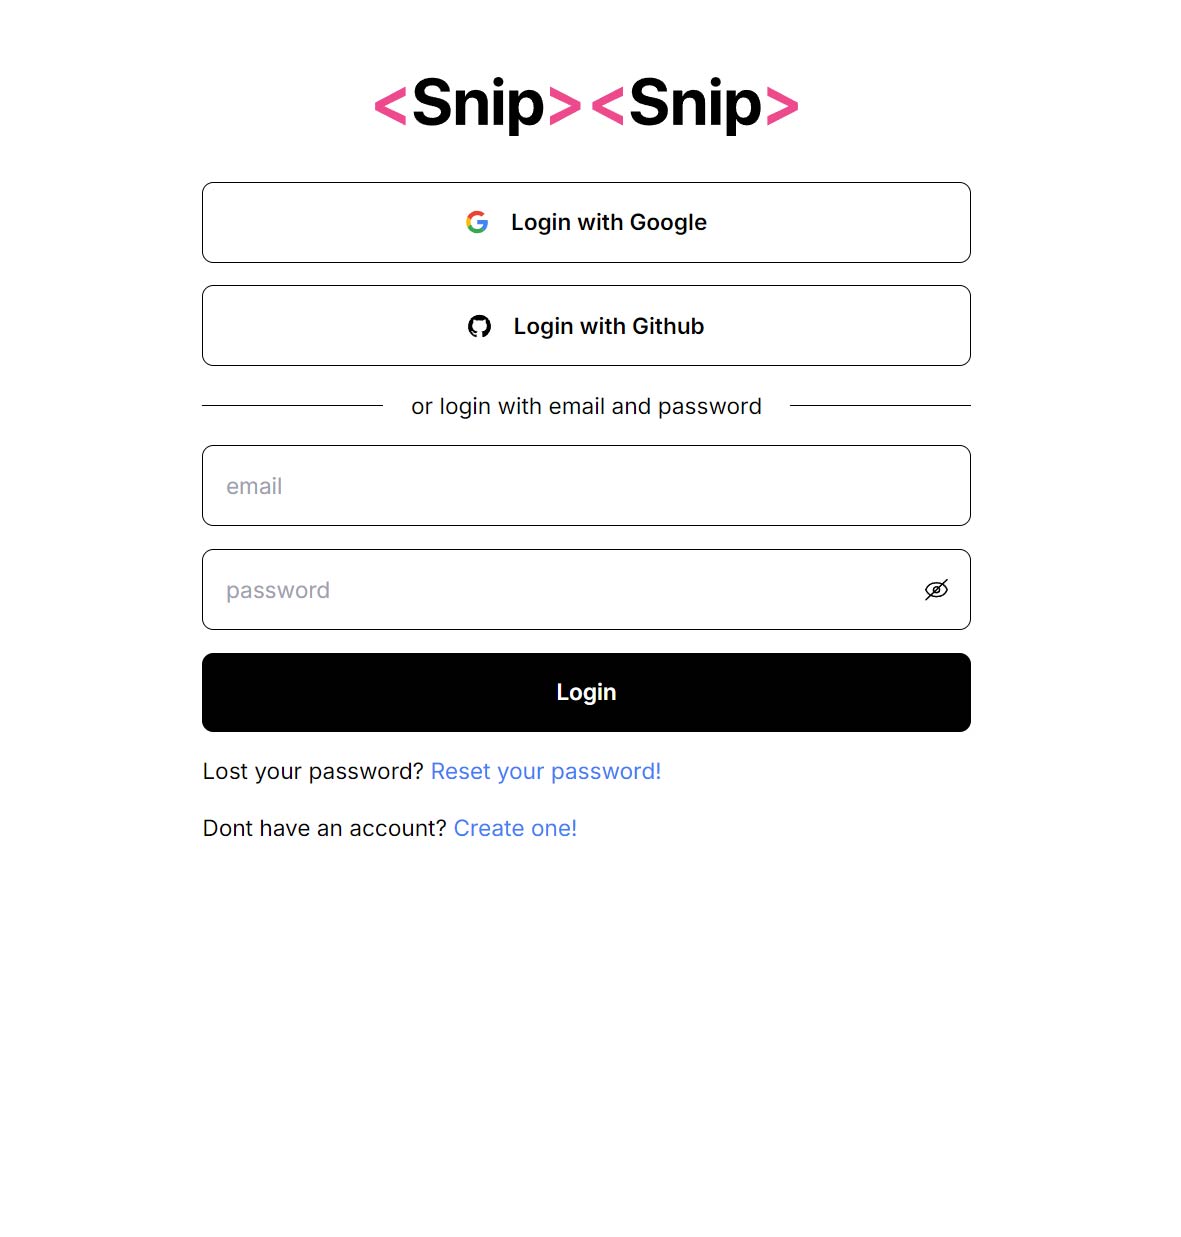 <Snip><Snip>
Login with Google
Login with Github
or login with email and password
email
password
Login
Lost your password? Reset your password!
Dont have an account? Create one!